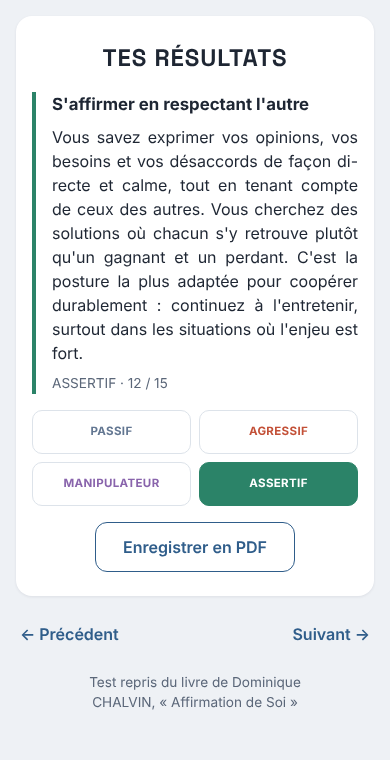 TES RÉSULTATS
S'affirmer en respectant l'autre
Vous savez exprimer vos opinions, vos
besoins et vos désaccords de façon di-
recte et calme, tout en tenant compte
de ceux des autres. Vous cherchez des
solutions où chacun s'y retrouve plutôt
qu'un gagnant et un perdant. C'est la
posture la plus adaptée pour coopérer
durablement : continuez à l'entretenir,
surtout dans les situations où l'enjeu est
fort.
ASSERTIF · 12 / 15
PASSIF
AGRESSIF
MANIPULATEUR
ASSERTIF
Enregistrer en PDF
← Précédent
Suivant →
Test repris du livre de Dominique
CHALVIN, « Affirmation de Soi »